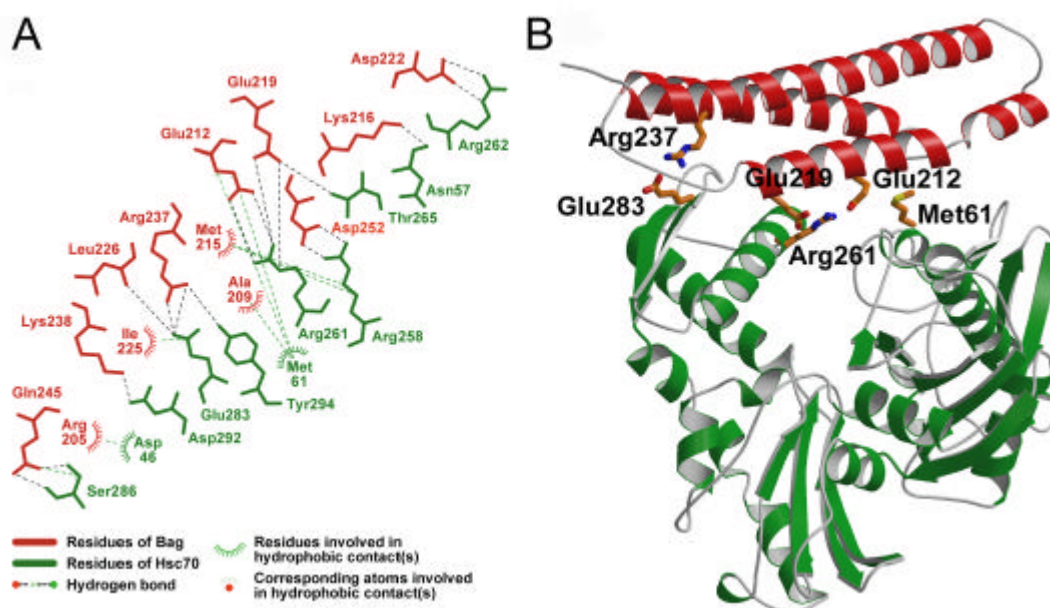 A
Asp222
Glu219
Lys216
Glu212
Arg262
Asn57
Arg237
Thr265
Met
215
Asp252
Leu226
Ala
209
Lys238
Ile
225
Arg261
Arg258
Met
61
Gln245
Glu283
Tyr294
Arg
205
Asp
46
Asp292
Ser286
Residues of Bag
Residues of Hsc70
Hydrogen bond
Residues involved in
hydrophobic contact(s)
Corresponding atoms involved
in hydrophobic contact(s)
B
Arg237
Glu219
Glu212
Glu283
Met61
Arg261